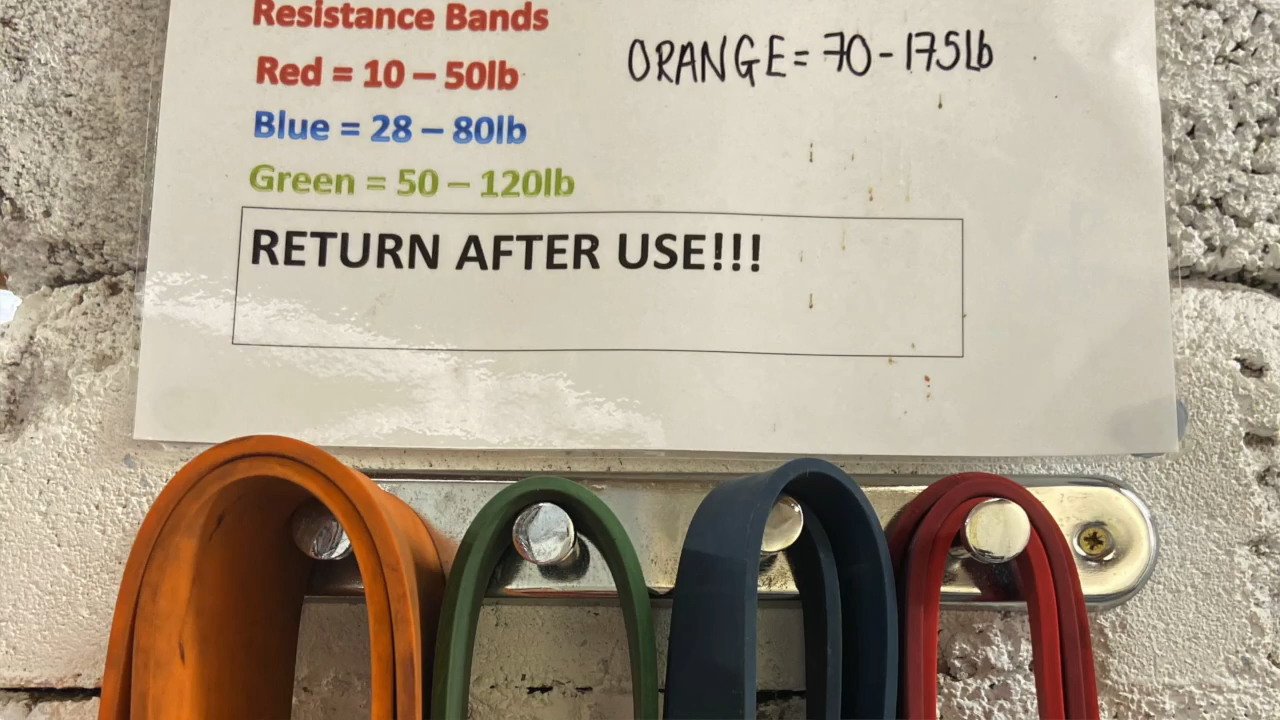 Resistance Bands
Red = 10 – 50lb
ORANGE = 70 - 175lb
Blue = 28 – 80lb
Green = 50 – 120lb
RETURN AFTER USE!!!